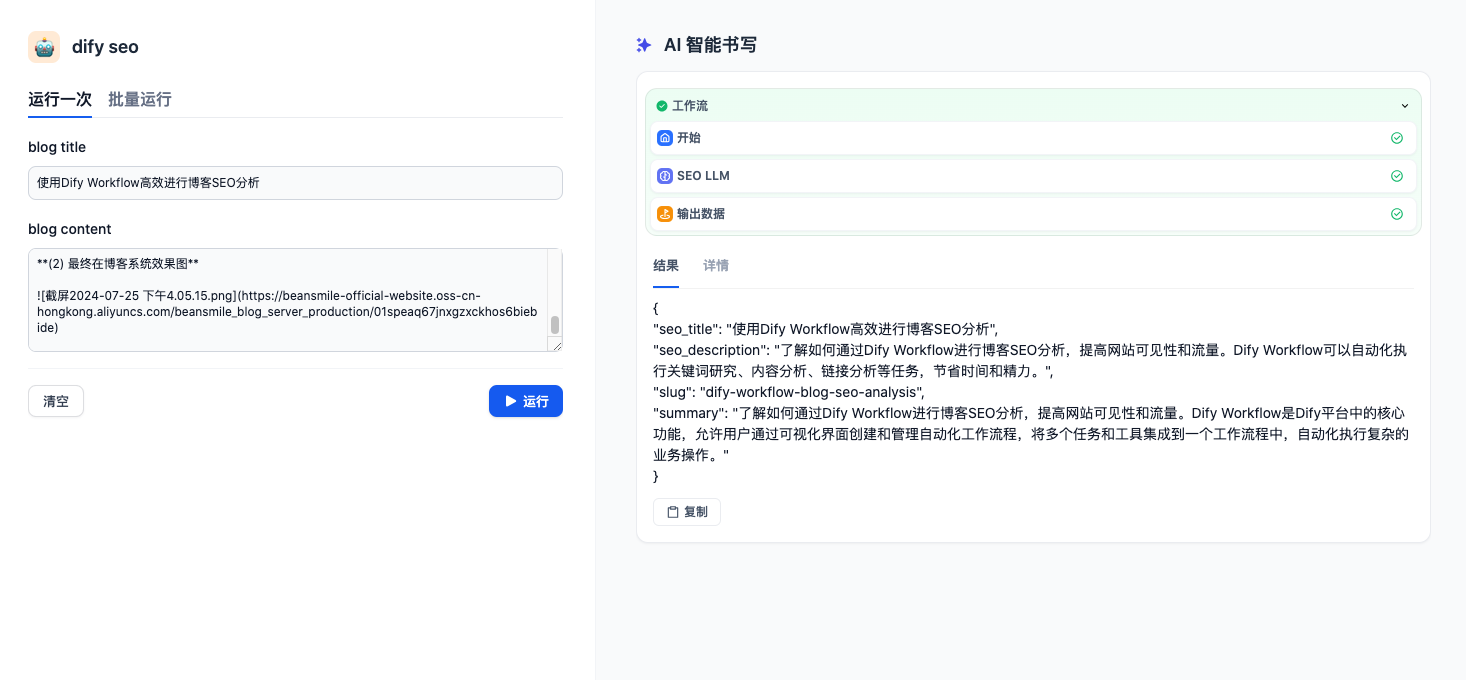 dify seo
运行一次 批量运行
blog title
使用Dify Workflow高效进行博客SEO分析
blog content
**(2) 最终在博客系统效果图**
![截屏2024-07-25 下午4.05.15.png](https://beansmile-official-website.oss-cn-
hongkong.aliyuncs.com/beansmile_blog_server_production/01speaq67jnxgzxckhos6bieb
ide)
清空 运行
AI 智能书写
工作流
开始
SEO LLM
输出数据
结果 详情
{
"seo_title": "使用Dify Workflow高效进行博客SEO分析",
"seo_description": "了解如何通过Dify Workflow进行博客SEO分析，提高网站可见性和流量。Dify Workflow可以自动化执
行关键词研究、内容分析、链接分析等任务，节省时间和精力。",
"slug": "dify-workflow-blog-seo-analysis",
"summary": "了解如何通过Dify Workflow进行博客SEO分析，提高网站可见性和流量。Dify Workflow是Dify平台中的核心
功能，允许用户通过可视化界面创建和管理自动化工作流程，将多个任务和工具集成到一个工作流程中，自动化执行复杂的
业务操作。"
}
复制